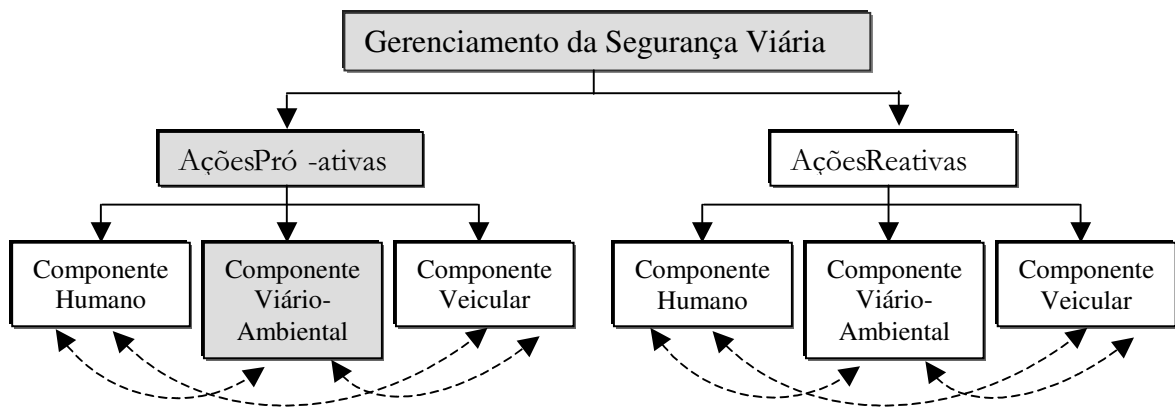 Gerenciamento da Segurança Viária
AçõesPró -ativas
AçõesReativas
Componente
Humano
Componente
Viário-
Ambiental
Componente
Veicular
Componente
Humano
Componente
Viário-
Ambiental
Componente
Veicular